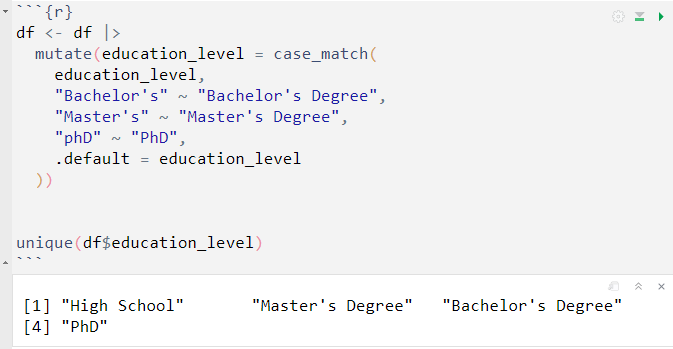 ```{r}
df <- df |>
  mutate(education_level = case_match(
    education_level,
    "Bachelor's" ~ "Bachelor's Degree",
    "Master's" ~ "Master's Degree",
    "phD" ~ "PhD",
    .default = education_level
  ))
unique(df$education_level)
```
[1] "High School"       "Master's Degree"   "Bachelor's Degree"
[4] "PhD"